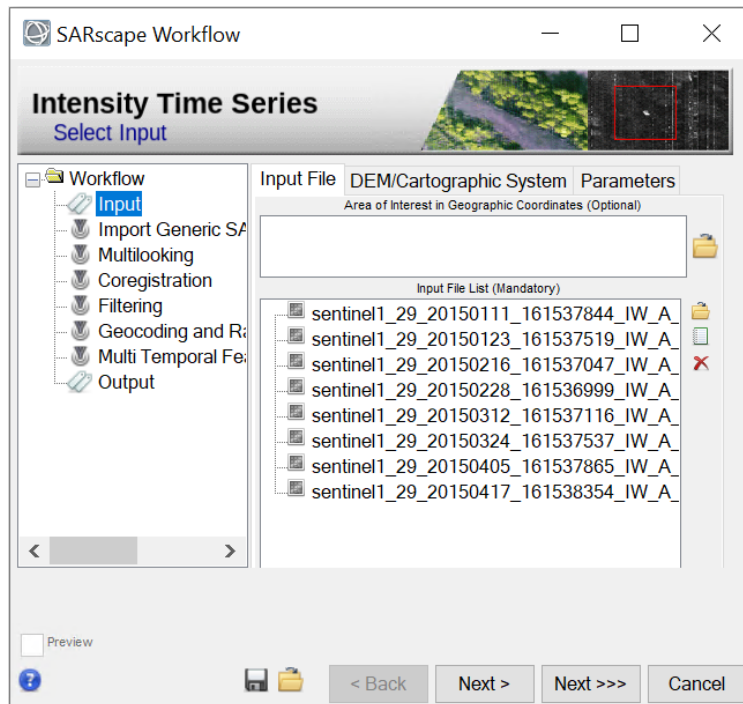 SARscape Workflow
Intensity Time Series
Select Input
Workflow
Input
Import Generic SA
Multilooking
Coregistration
Filtering
Geocoding and Ra
Multi Temporal Fea
Output
Input File
DEM/Cartographic System
Parameters
Area of Interest in Geographic Coordinates (Optional)
Input File List (Mandatory)
sentinel1_29_20150111_161537844_IW_A_
sentinel1_29_20150123_161537519_IW_A_
sentinel1_29_20150216_161537047_IW_A_
sentinel1_29_20150228_161536999_IW_A_
sentinel1_29_20150312_161537116_IW_A_
sentinel1_29_20150324_161537537_IW_A_
sentinel1_29_20150405_161537865_IW_A_
sentinel1_29_20150417_161538354_IW_A_
Preview
< Back
Next >
Next >>>
Cancel